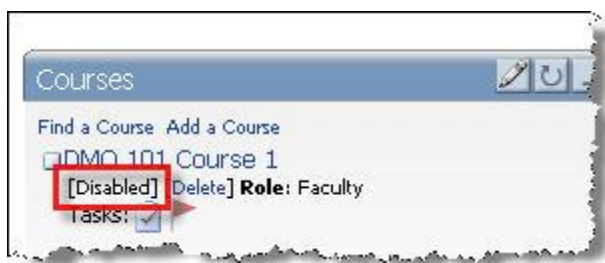 Courses
Find a Course Add a Course
DMO 101 Course 1
[Disabled] [Delete] Role: Faculty
Tasks: